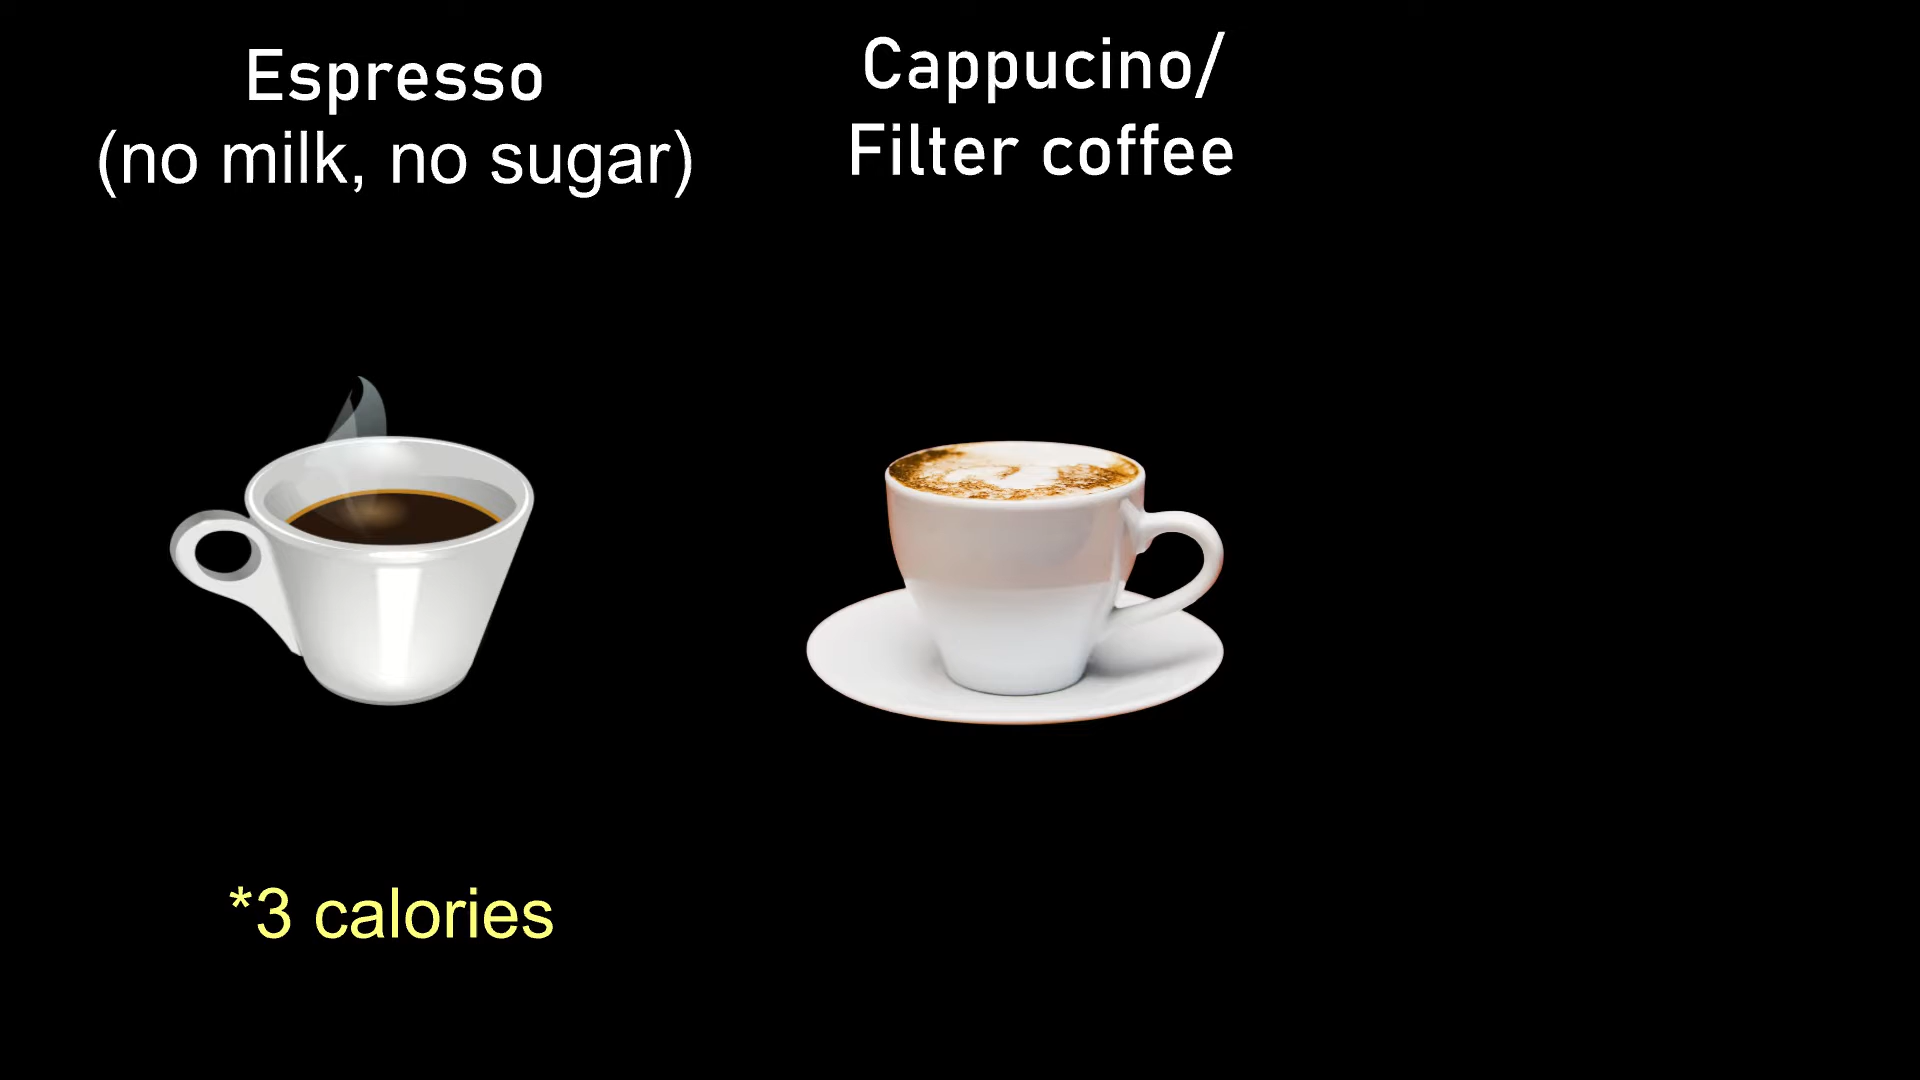 Espresso
(no milk, no sugar)
Cappucino/
Filter coffee
*3 calories